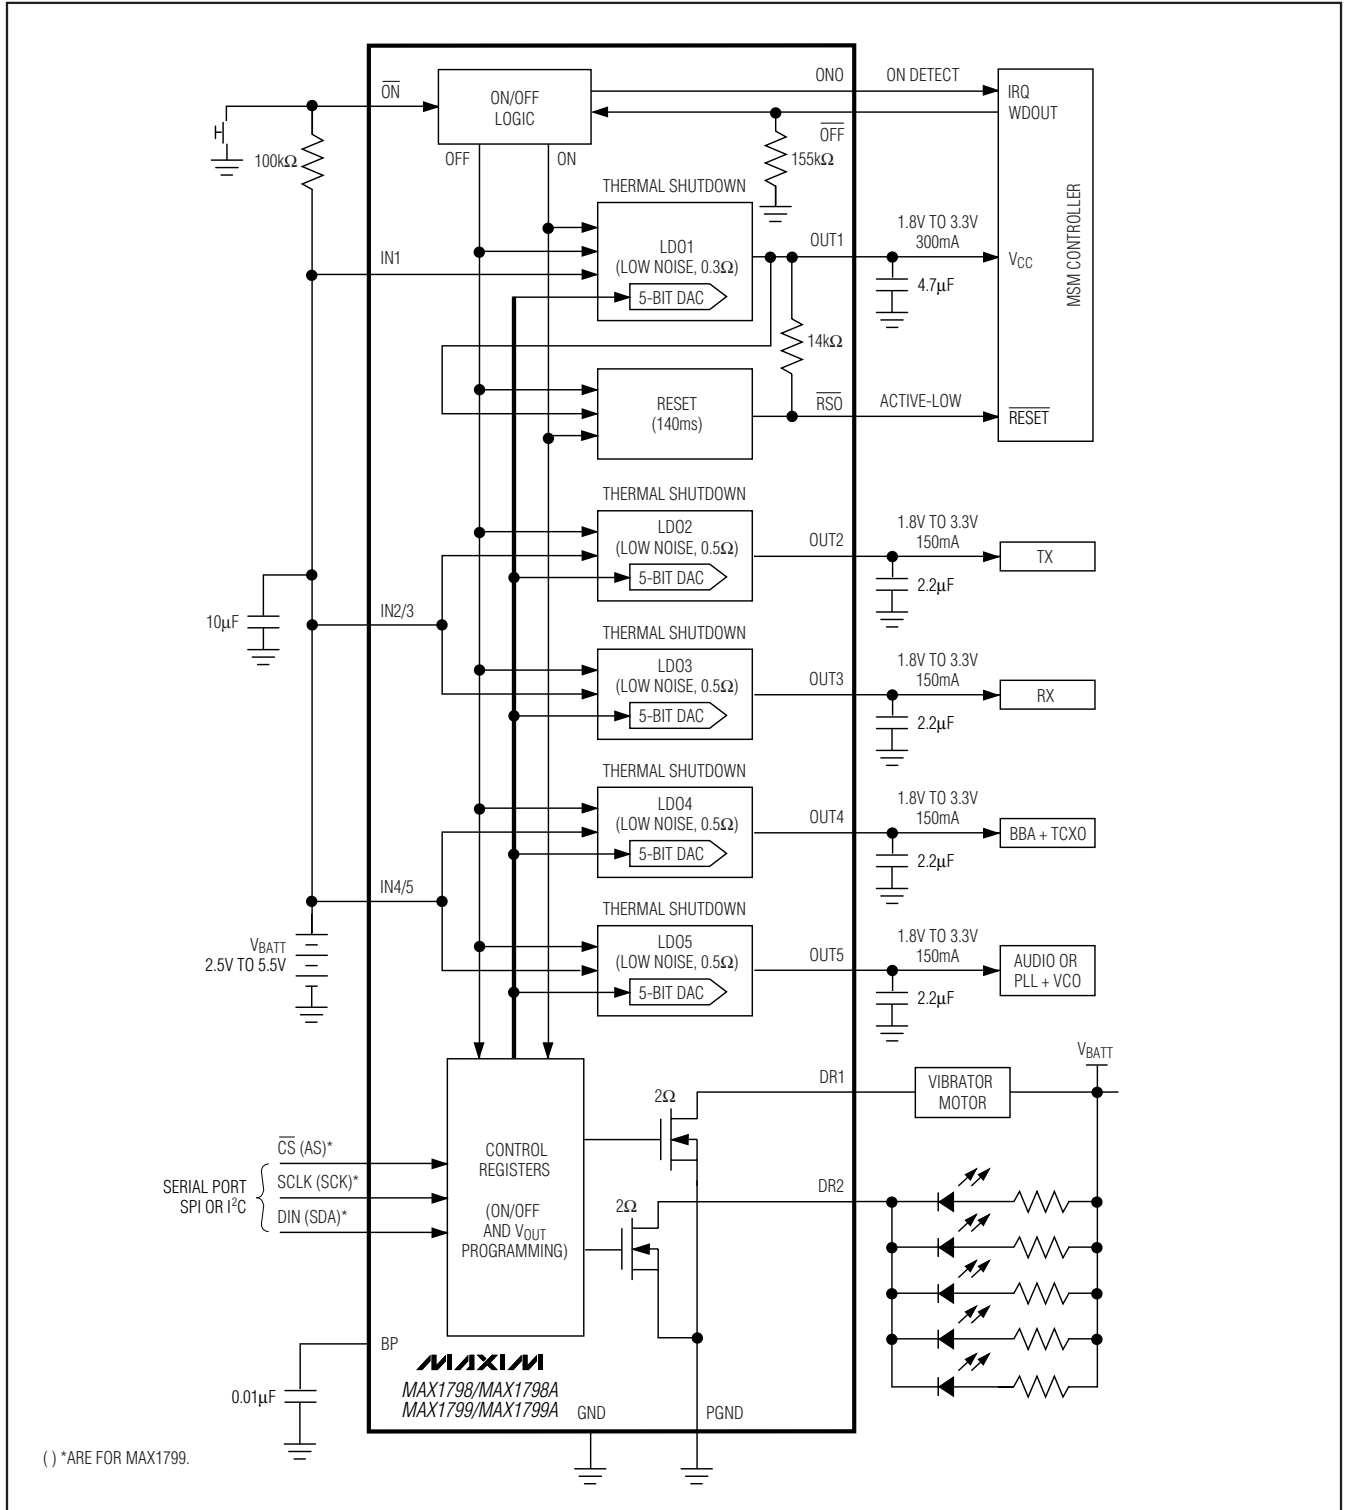 ON
ON/OFF
LOGIC
ONO
ON DETECT
IRQ
WDOUT
OFF
OFF
ON
100kΩ
155kΩ
MSM CONTROLLER
THERMAL SHUTDOWN
LDO1
(LOW NOISE, 0.3Ω)
5-BIT DAC
IN1
OUT1
1.8V TO 3.3V
300mA
VCC
4.7µF
14kΩ
RESET
(140ms)
RSO
ACTIVE-LOW
RESET
THERMAL SHUTDOWN
LDO2
(LOW NOISE, 0.5Ω)
5-BIT DAC
OUT2
1.8V TO 3.3V
150mA
TX
2.2µF
10µF
IN2/3
THERMAL SHUTDOWN
LDO3
(LOW NOISE, 0.5Ω)
5-BIT DAC
OUT3
1.8V TO 3.3V
150mA
RX
2.2µF
THERMAL SHUTDOWN
LDO4
(LOW NOISE, 0.5Ω)
5-BIT DAC
OUT4
1.8V TO 3.3V
150mA
BBA + TCXO
2.2µF
IN4/5
VBATT
2.5V TO 5.5V
THERMAL SHUTDOWN
LDO5
(LOW NOISE, 0.5Ω)
5-BIT DAC
OUT5
1.8V TO 3.3V
150mA
AUDIO OR
PLL + VCO
2.2µF
VBATT
DR1
VIBRATOR
MOTOR
2Ω
CONTROL
REGISTERS
(ON/OFF
AND VOUT
PROGRAMMING)
CS (AS)*
SCLK (SCK)*
DIN (SDA)*
SERIAL PORT
SPI OR I2C
DR2
2Ω
BP
0.01µF
MAXIM
MAX1798/MAX1798A
MAX1799/MAX1799A
GND
PGND
( ) *ARE FOR MAX1799.